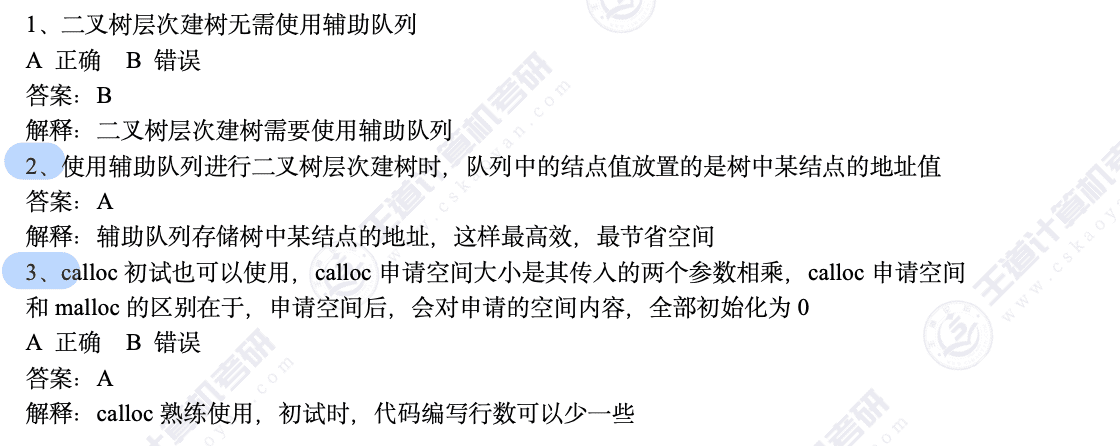 1、二叉树层次建树无需使用辅助队列
A 正确 B 错误
答案：B
解释：二叉树层次建树需要使用辅助队列
2、使用辅助队列进行二叉树层次建树时，队列中的结点值放置的是树中某结点的地址值
答案：A
解释：辅助队列存储树中某结点的地址，这样最高效，最节省空间
3、calloc 初试也可以使用，calloc 申请空间大小是其传入的两个参数相乘，calloc 申请空间
和 malloc 的区别在于，申请空间后，会对申请的空间内容，全部初始化为 0
A 正确 B 错误
答案：A
解释：calloc 熟练使用，初试时，代码编写行数可以少一些
王道计算机考研
www.cskaoyan.com